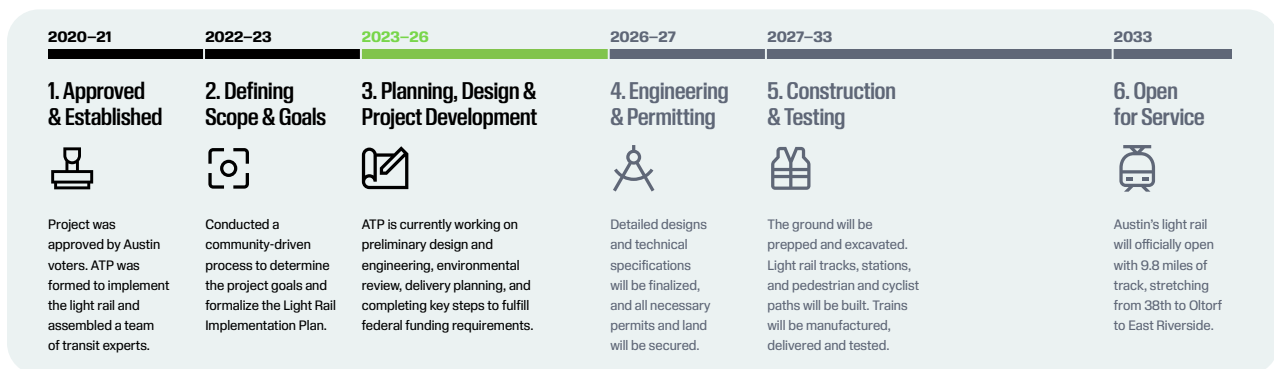 2020–21
1. Approved
& Established
Project was
approved by Austin
voters. ATP was
formed to implement
the light rail and
assembled a team
of transit experts.
2022–23
2. Defining
Scope & Goals
Conducted a
community-driven
process to determine
the project goals and
formalize the Light Rail
Implementation Plan.
2023–26
3. Planning, Design &
Project Development
ATP is currently working on
preliminary design and
engineering, environmental
review, delivery planning, and
completing key steps to fulfill
federal funding requirements.
2026–27
4. Engineering
& Permitting
Detailed designs
and technical
specifications
will be finalized,
and all necessary
permits and land
will be secured.
2027–33
5. Construction
& Testing
The ground will be
prepped and excavated.
Light rail tracks, stations,
and pedestrian and cyclist
paths will be built. Trains
will be manufactured,
delivered and tested.
2033
6. Open
for Service
Austin’s light rail
will officially open
with 9.8 miles of
track, stretching
from 38th to Oltorf
to East Riverside.